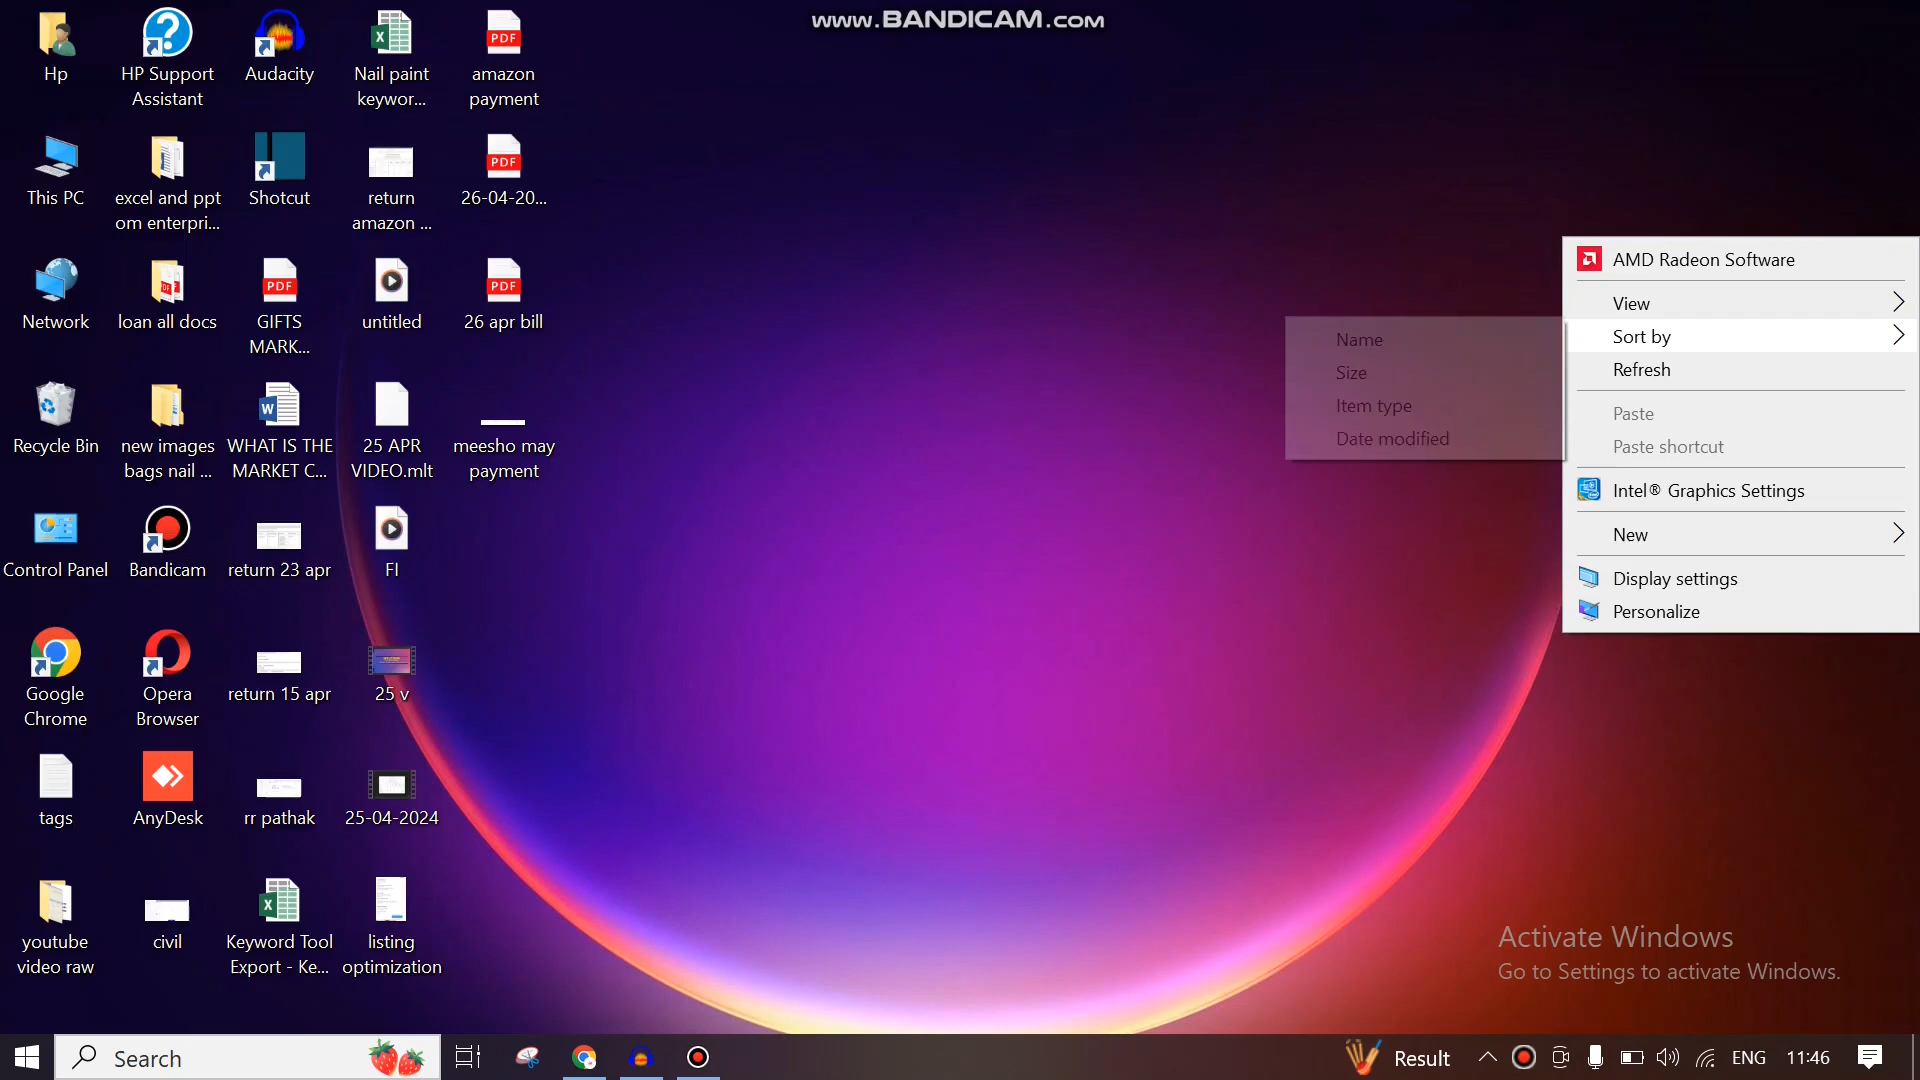 www.BANDICAM.com
Hp
HP Support
Assistant
Audacity
Nail paint
keywor...
PDF
amazon
payment
This PC
excel and ppt
om enterpri...
Shotcut
return
amazon ...
PDF
26-04-20...
Network
PDF
loan all docs
PDF
GIFTS
MARK...
untitled
PDF
26 apr bill
Recycle Bin
new images
bags nail ...
W
WHAT IS THE
MARKET C...
25 APR
VIDEO.mlt
meesho may
payment
Control Panel
Bandicam
return 23 apr
FI
Google
Chrome
Opera
Browser
return 15 apr
25 v
tags
AnyDesk
rr pathak
25-04-2024
youtube
video raw
civil
Keyword Tool
Export - Ke...
listing
optimization
AMD Radeon Software
View
Sort by
Refresh
Paste
Paste shortcut
Intel® Graphics Settings
New
Display settings
Personalize
Name
Size
Item type
Date modified
Activate Windows
Go to Settings to activate Windows.
Search
Result
ENG
11:46